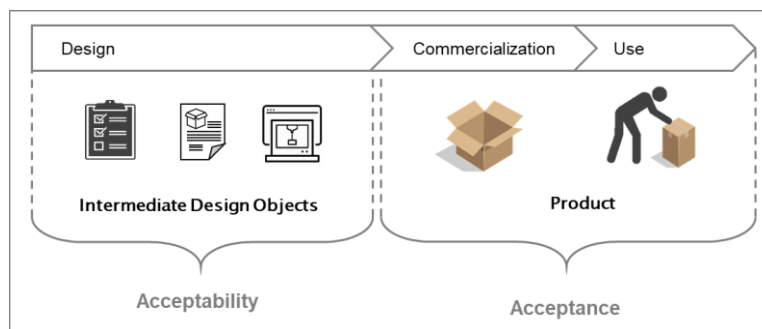 Design
Commercialization
Use
Intermediate Design Objects
Product
Acceptability
Acceptance